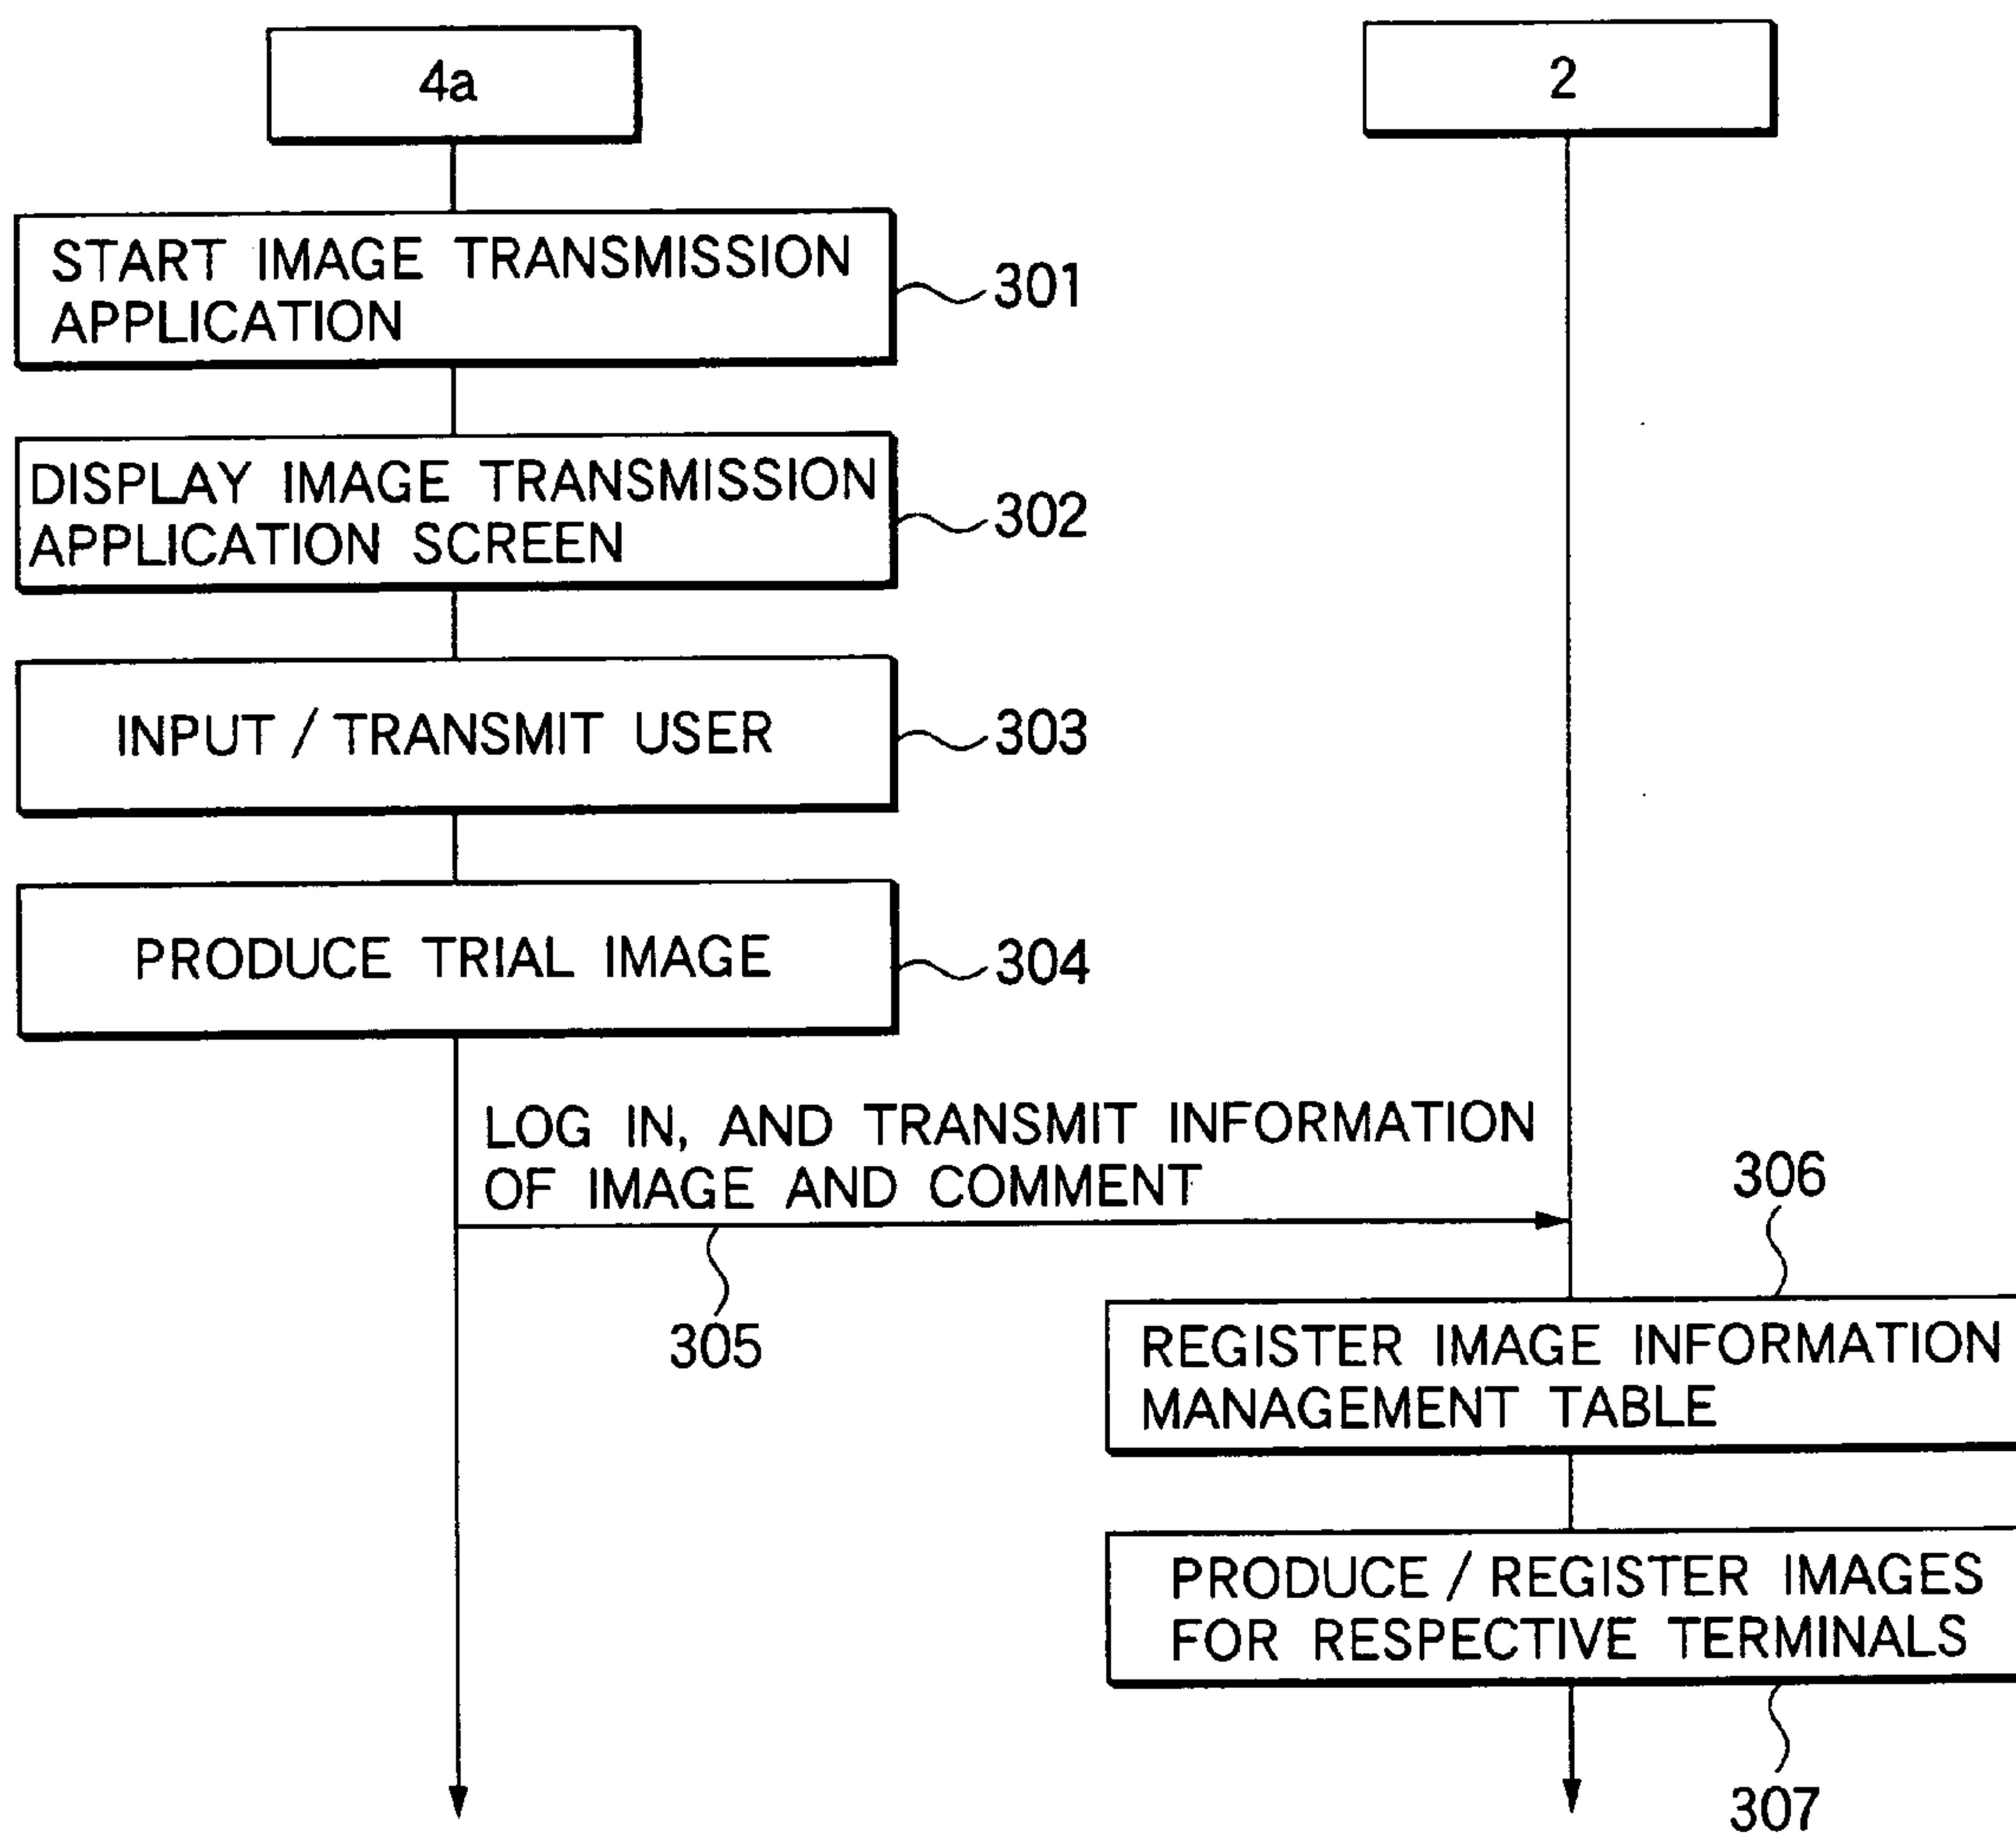 4a
2
START IMAGE TRANSMISSION
APPLICATION
301
DISPLAY IMAGE TRANSMISSION
APPLICATION SCREEN
302
INPUT / TRANSMIT USER
303
PRODUCE TRIAL IMAGE
304
LOG IN, AND TRANSMIT INFORMATION
OF IMAGE AND COMMENT
305
306
REGISTER IMAGE INFORMATION
MANAGEMENT TABLE
PRODUCE / REGISTER IMAGES
FOR RESPECTIVE TERMINALS
307